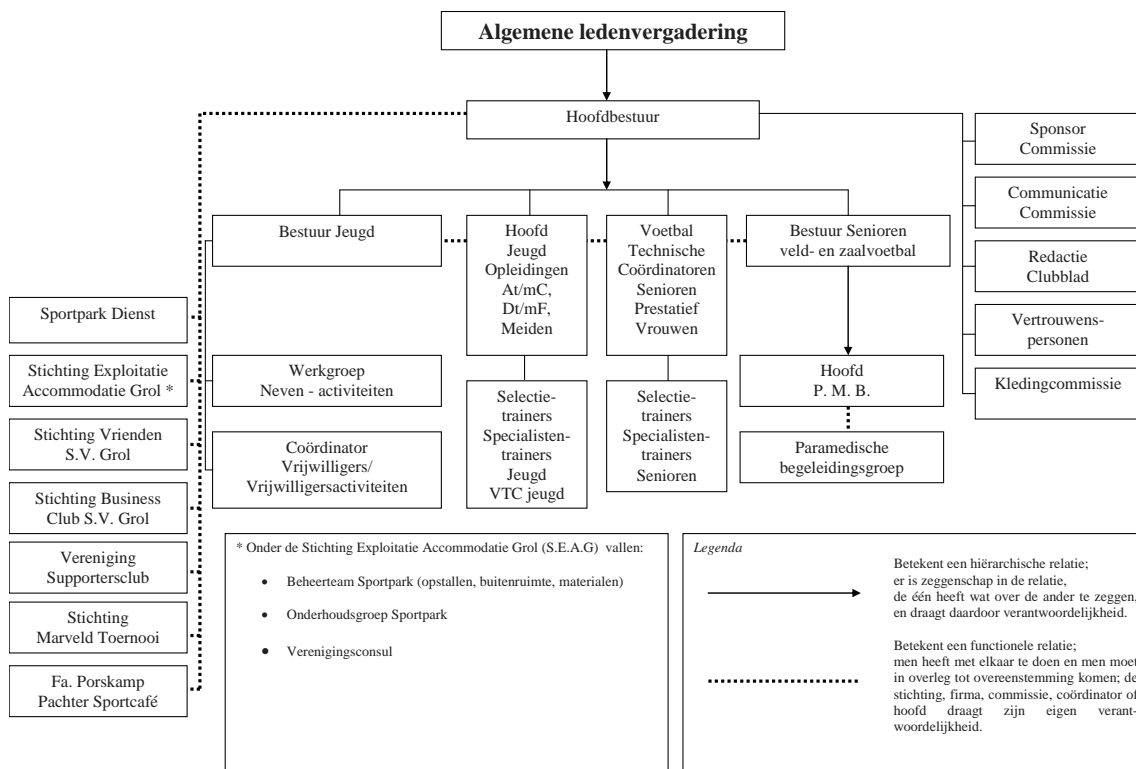 Algemene ledenvergadering
Hoofdbestuur
Sponsor
Commissie
Communicatie
Commissie
Redactie
Clubblad
Vertrouwens-
personen
Kledingcommissie
Bestuur Jeugd
Hoofd
Jeugd
Opleidingen
At/mC,
Dt/mF,
Meiden
Voetbal
Technische
Coördinatoren
Senioren
Prestatief
Vrouwen
Bestuur Senioren
veld- en zaalvoetbal
Werkgroep
Neven - activiteiten
Coördinator
Vrijwilligers/
Vrijwilligersactiviteiten
Selectie-
trainers
Specialisten-
trainers
Jeugd
VTC jeugd
Selectie-
trainers
Specialisten-
trainers
Senioren
Hoofd
P. M. B.
Paramedische
begeleidingsgroep
Sportpark Dienst
Stichting Exploitatie
Accommodatie Grol *
Stichting Vrienden
S.V. Grol
Stichting Business
Club S.V. Grol
Vereniging
Supportersclub
Stichting
Marveld Toernooi
Fa. Porskamp
Pachter Sportcafé
* Onder de Stichting Exploitatie Accommodatie Grol (S.E.A.G) vallen:
• Beheerteam Sportpark (opstallen, buitenruimte, materialen)
• Onderhoudsgroep Sportpark
• Verenigingsconsul
Legenda
Betekent een hiërarchische relatie;
er is zeggenschap in de relatie,
de één heeft wat over de ander te zeggen,
en draagt daardoor verantwoordelijkheid.
Betekent een functionele relatie;
men heeft met elkaar te doen en men moet
in overleg tot overeenstemming komen; de
stichting, firma, commissie, coördinator of
hoofd draagt zijn eigen verant-
woordelijkheid.